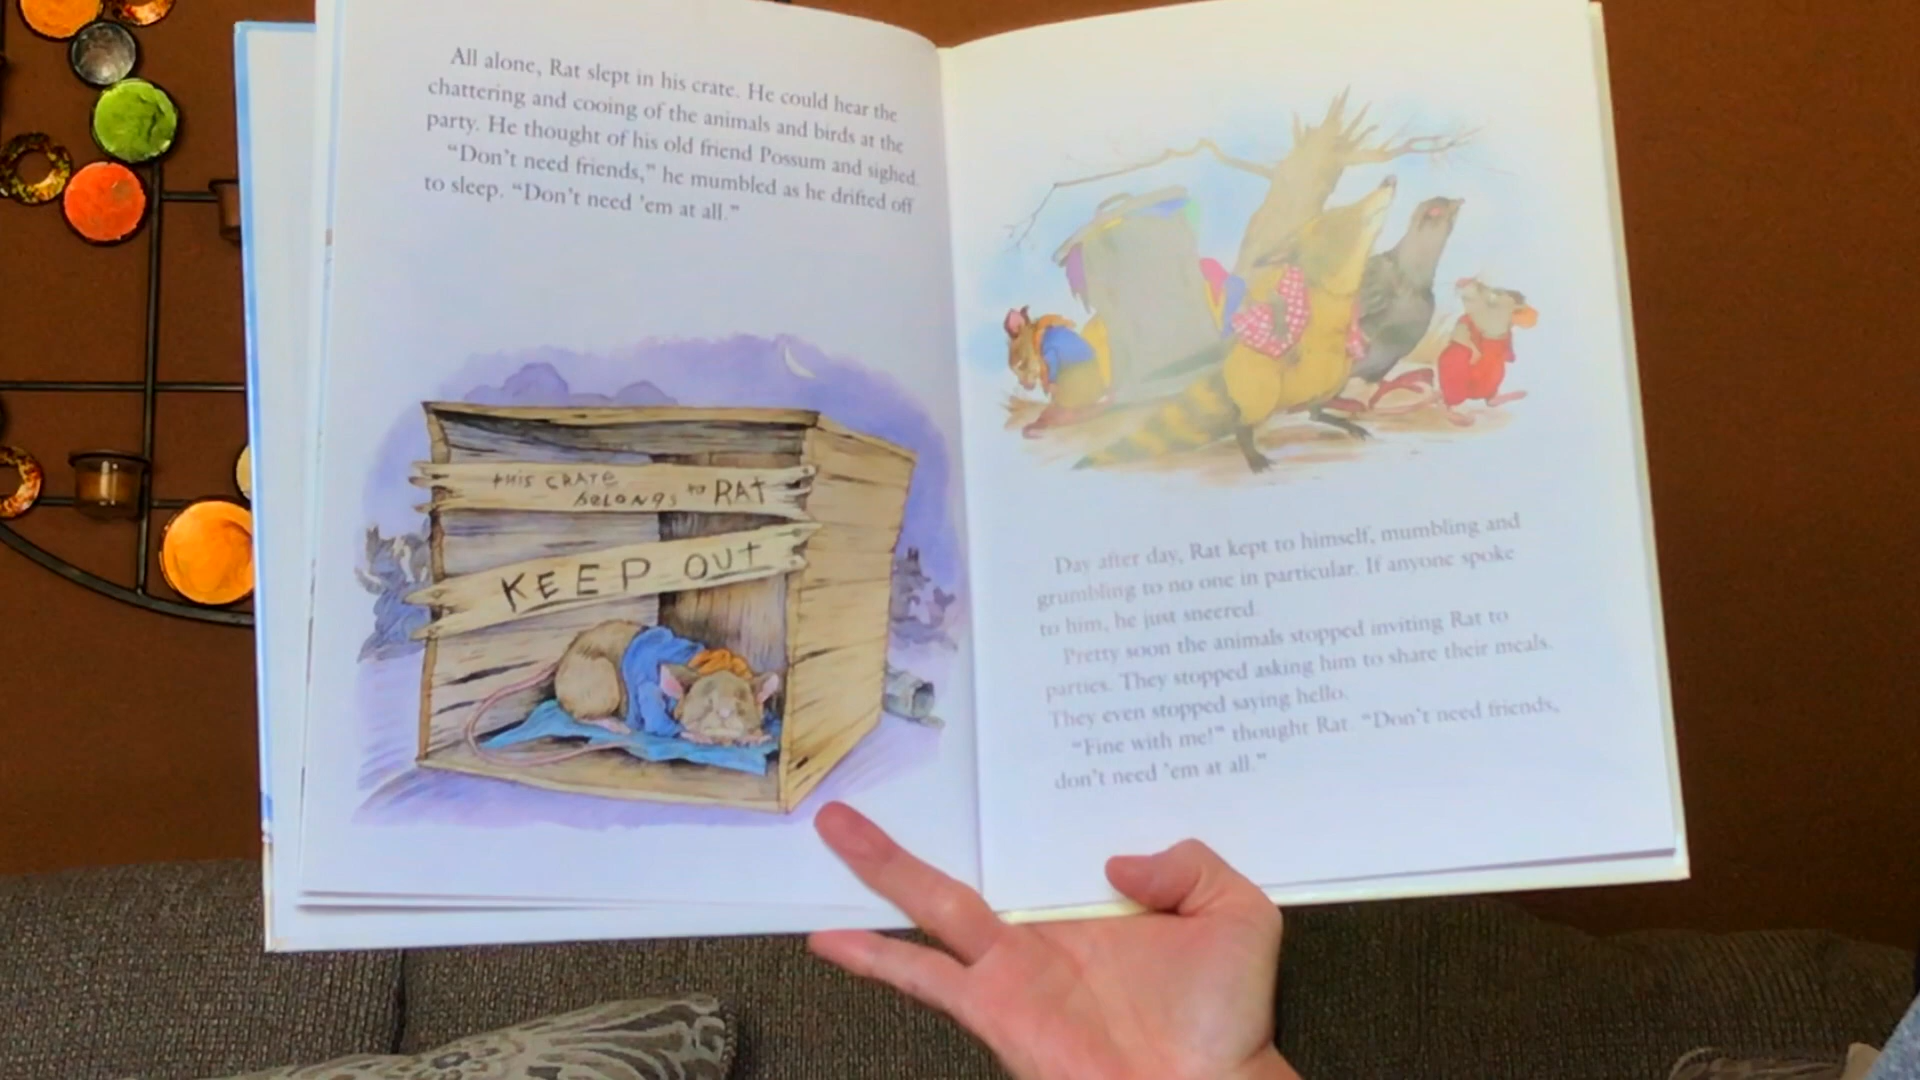 All alone, Rat slept in his crate. He could hear the
chattering and cooing of the animals and birds at the
party. He thought of his old friend Possum and sighed.
“Don’t need friends,” he mumbled as he drifted off
to sleep. “Don’t need ’em at all.”
tHiS CRATe
beLONgs to RAT
KEEP OUt
Day after day, Rat kept to himself, mumbling and
grumbling to no one in particular. If anyone spoke
to him, he just sneered.
Pretty soon the animals stopped inviting Rat to
parties. They stopped asking him to share their meals.
They even stopped saying hello.
“Fine with me!” thought Rat. “Don’t need friends,
don’t need ’em at all.”